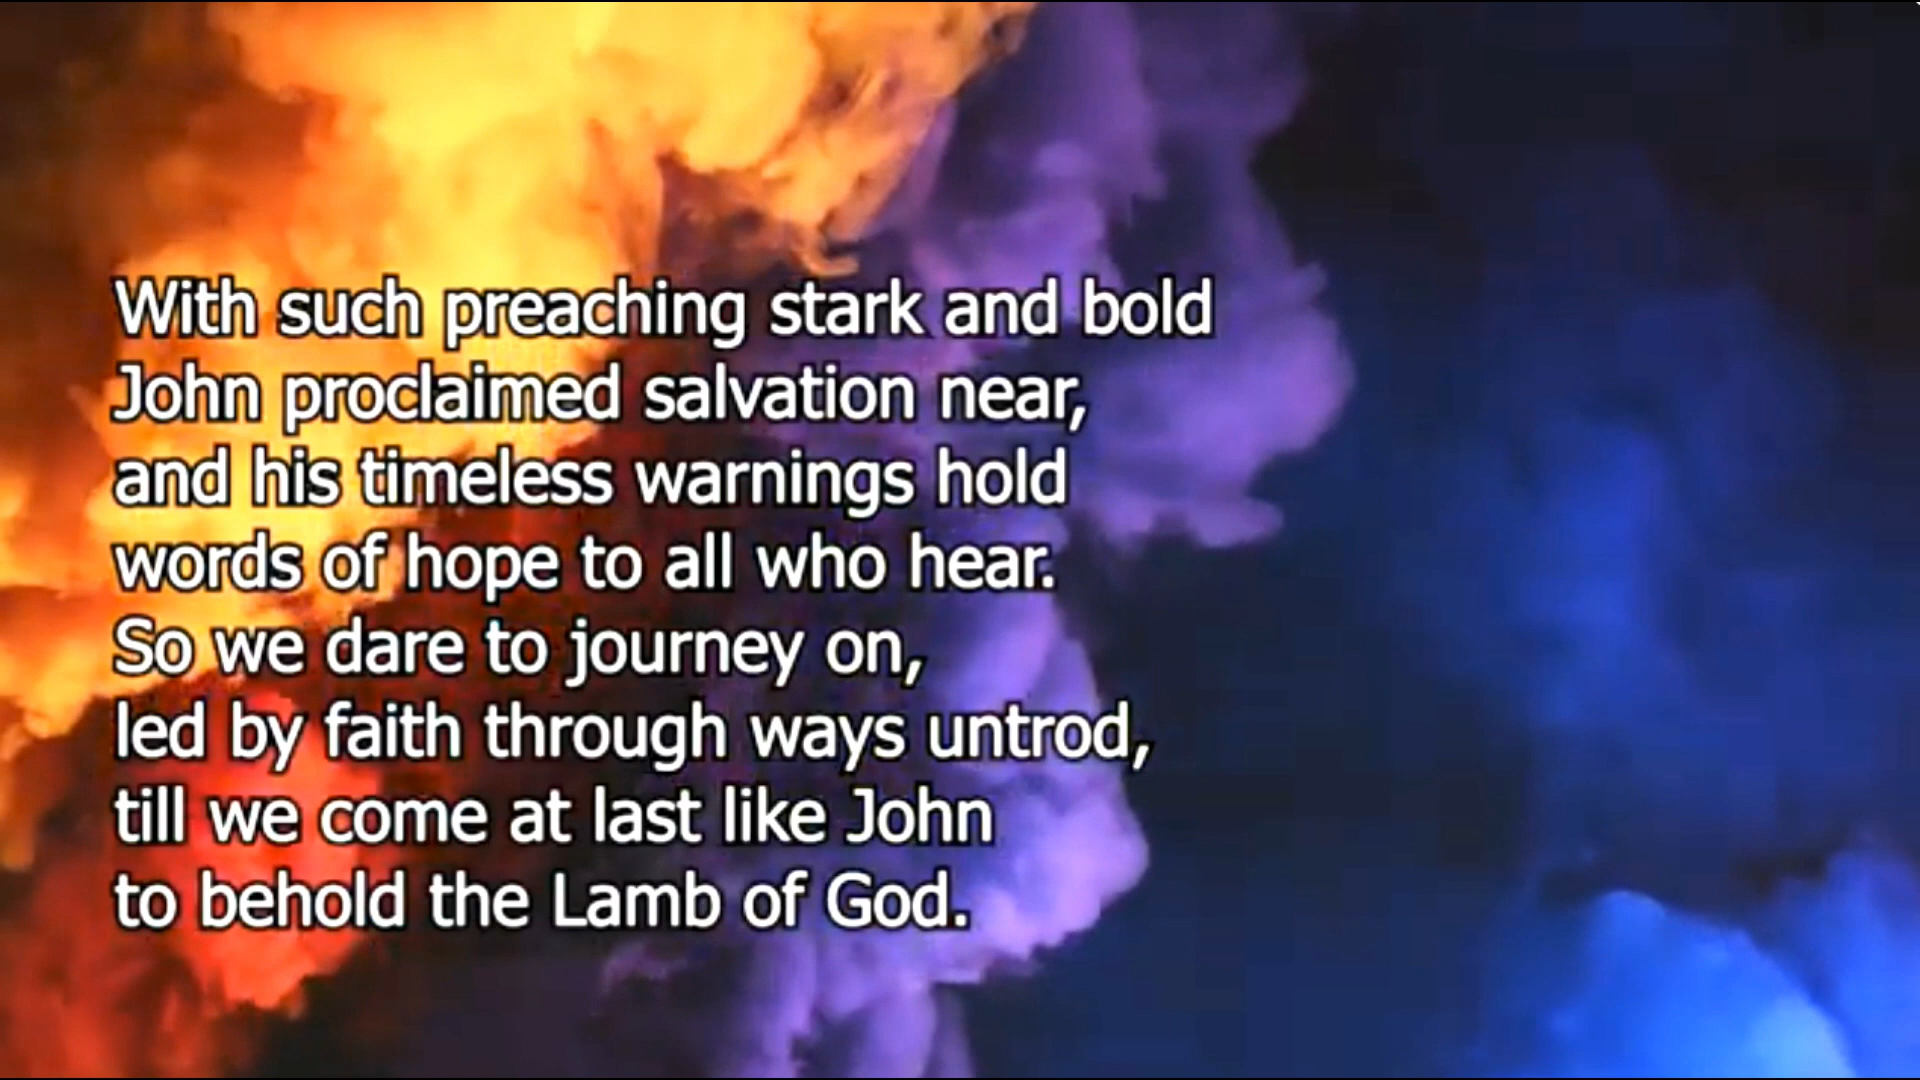 With such preaching stark and bold
John proclaimed salvation near,
and his timeless warnings hold
words of hope to all who hear.
So we dare to journey on,
led by faith through ways untrod,
till we come at last like John
to behold the Lamb of God.